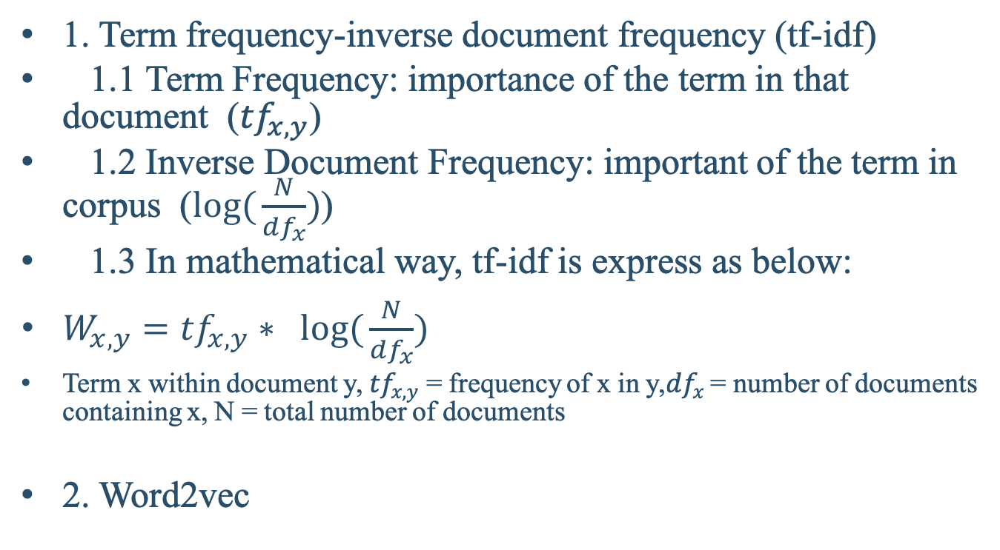 • 1. Term frequency-inverse document frequency (tf-idf)
• 1.1 Term Frequency: importance of the term in that
document (tf_{x,y})
• 1.2 Inverse Document Frequency: important of the term in
corpus (log(\frac{N}{df_x}))
• 1.3 In mathematical way, tf-idf is express as below:
• W_{x,y} = tf_{x,y} * log(\frac{N}{df_x})
• Term x within document y, tf_{x,y} = frequency of x in y,df_x = number of documents
containing x, N = total number of documents
• 2. Word2vec